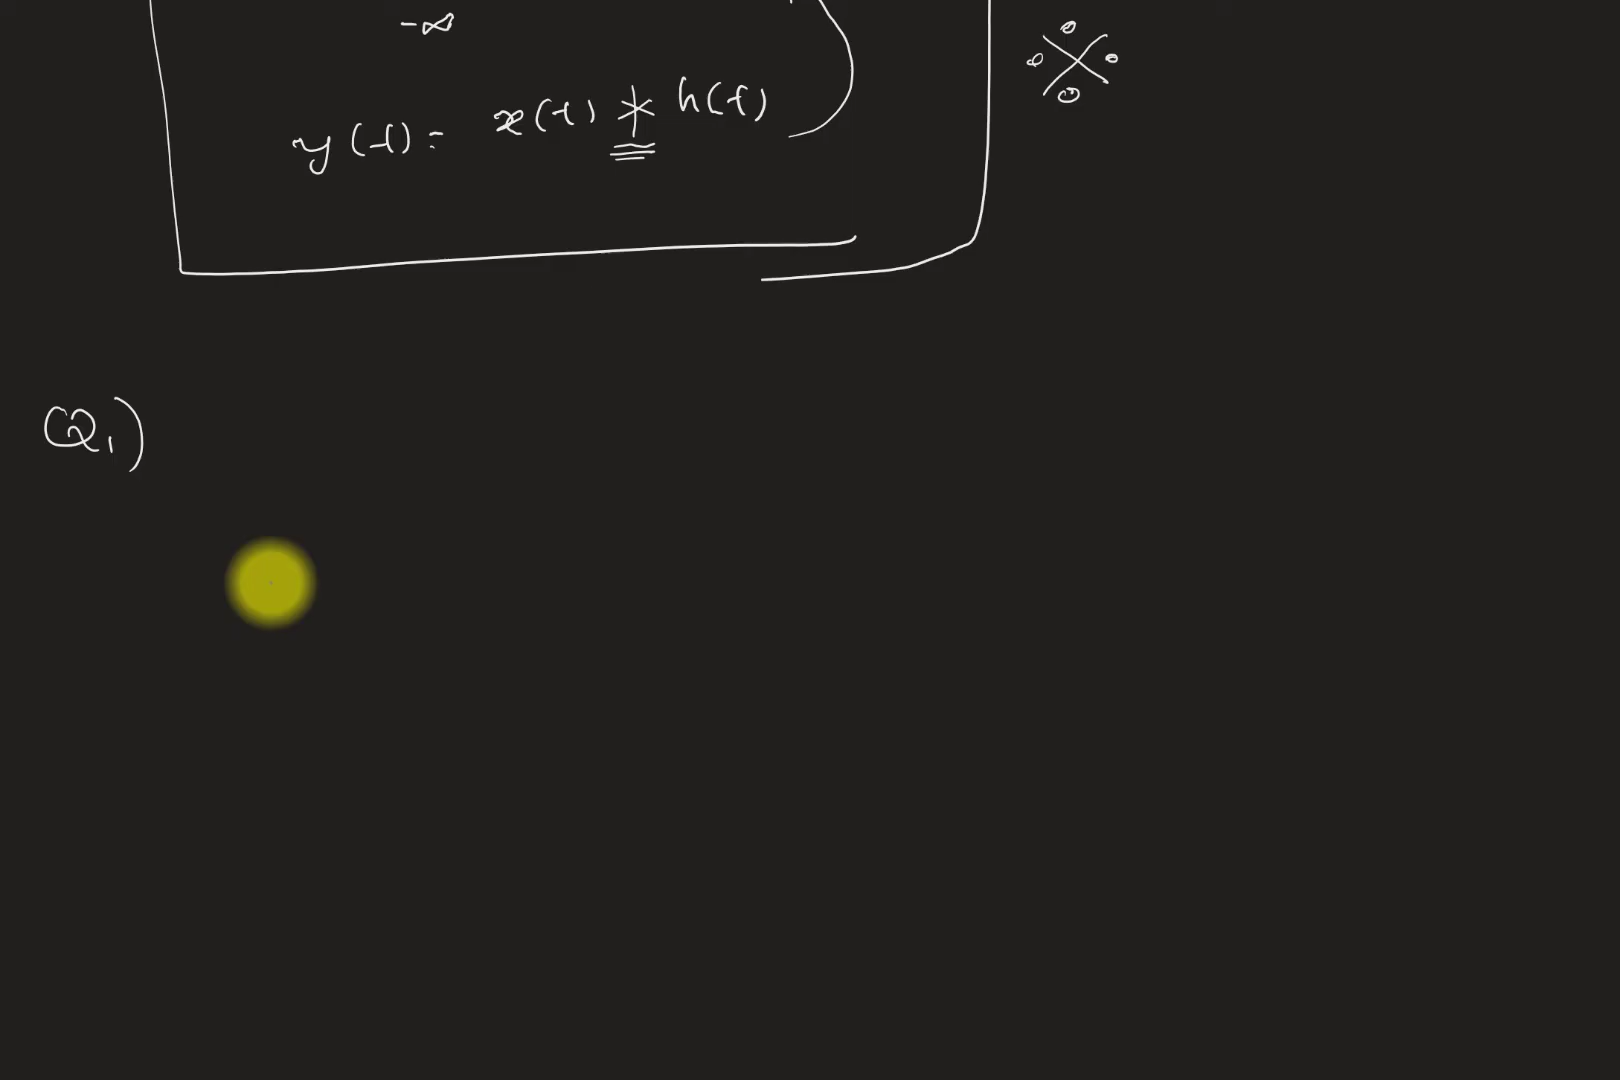 -∞
y(t) = x(t) * h(t)
Q1)